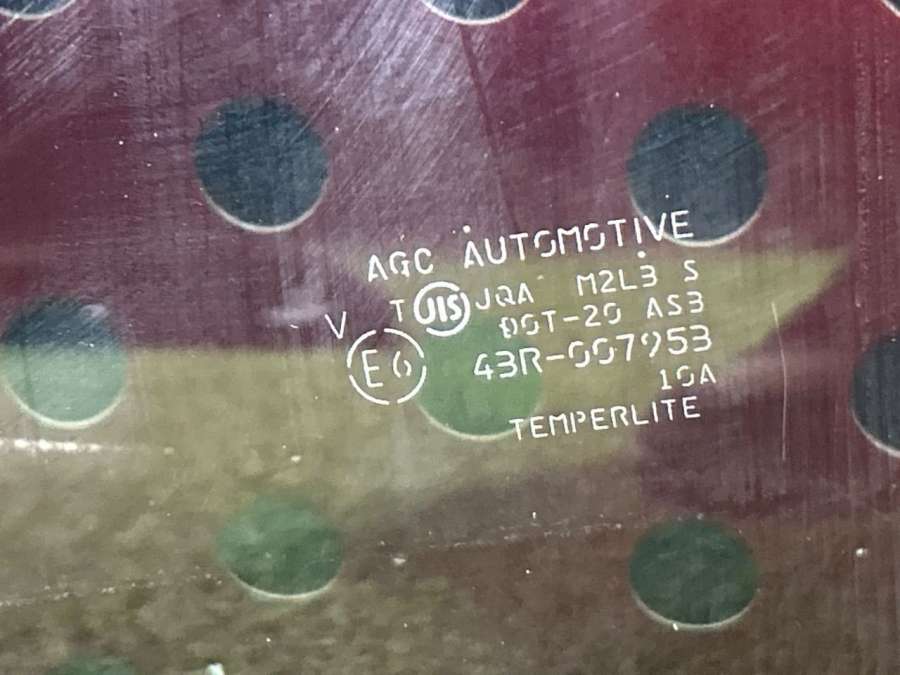 AGC AUTOMOTIVE
T JIS JQA M2L3 S
V DOT-20 AS3
E6 43R-007953
10A
TEMPERLITE